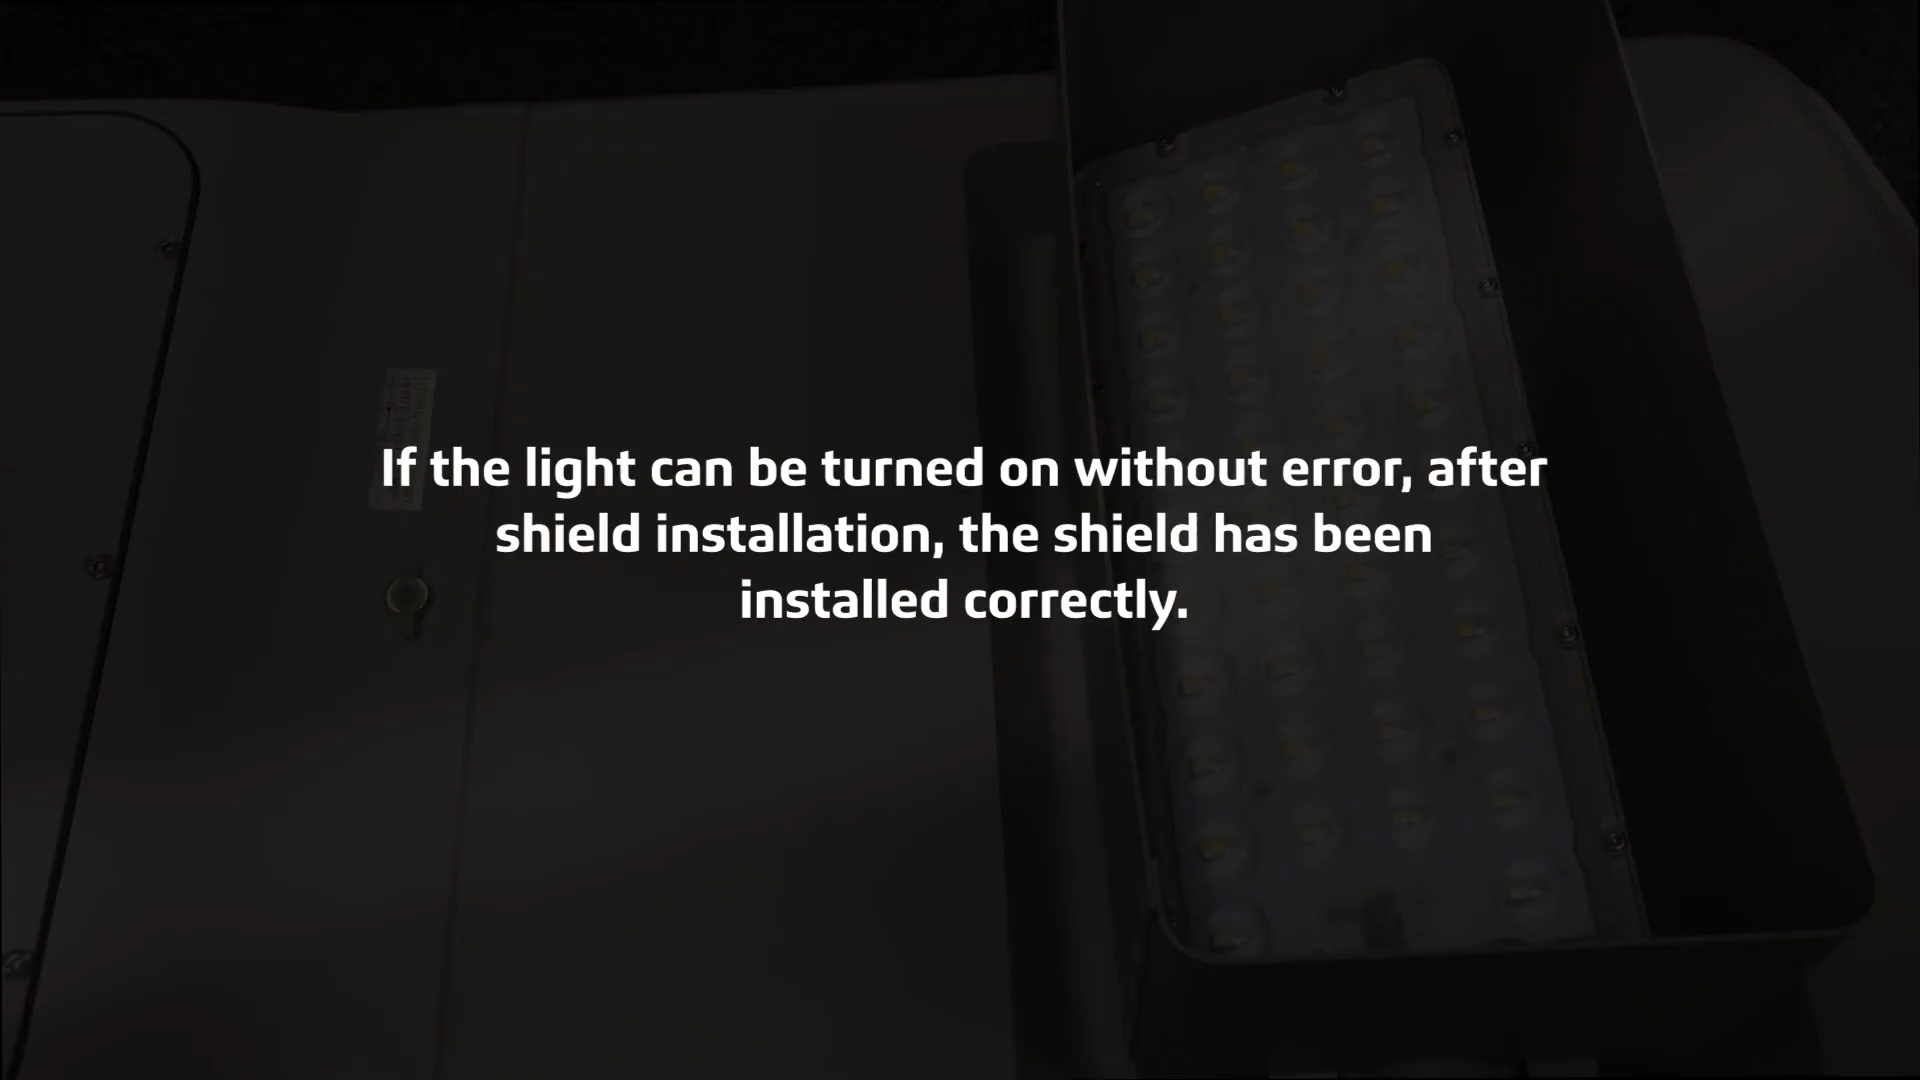 If the light can be turned on without error, after
shield installation, the shield has been
installed correctly.